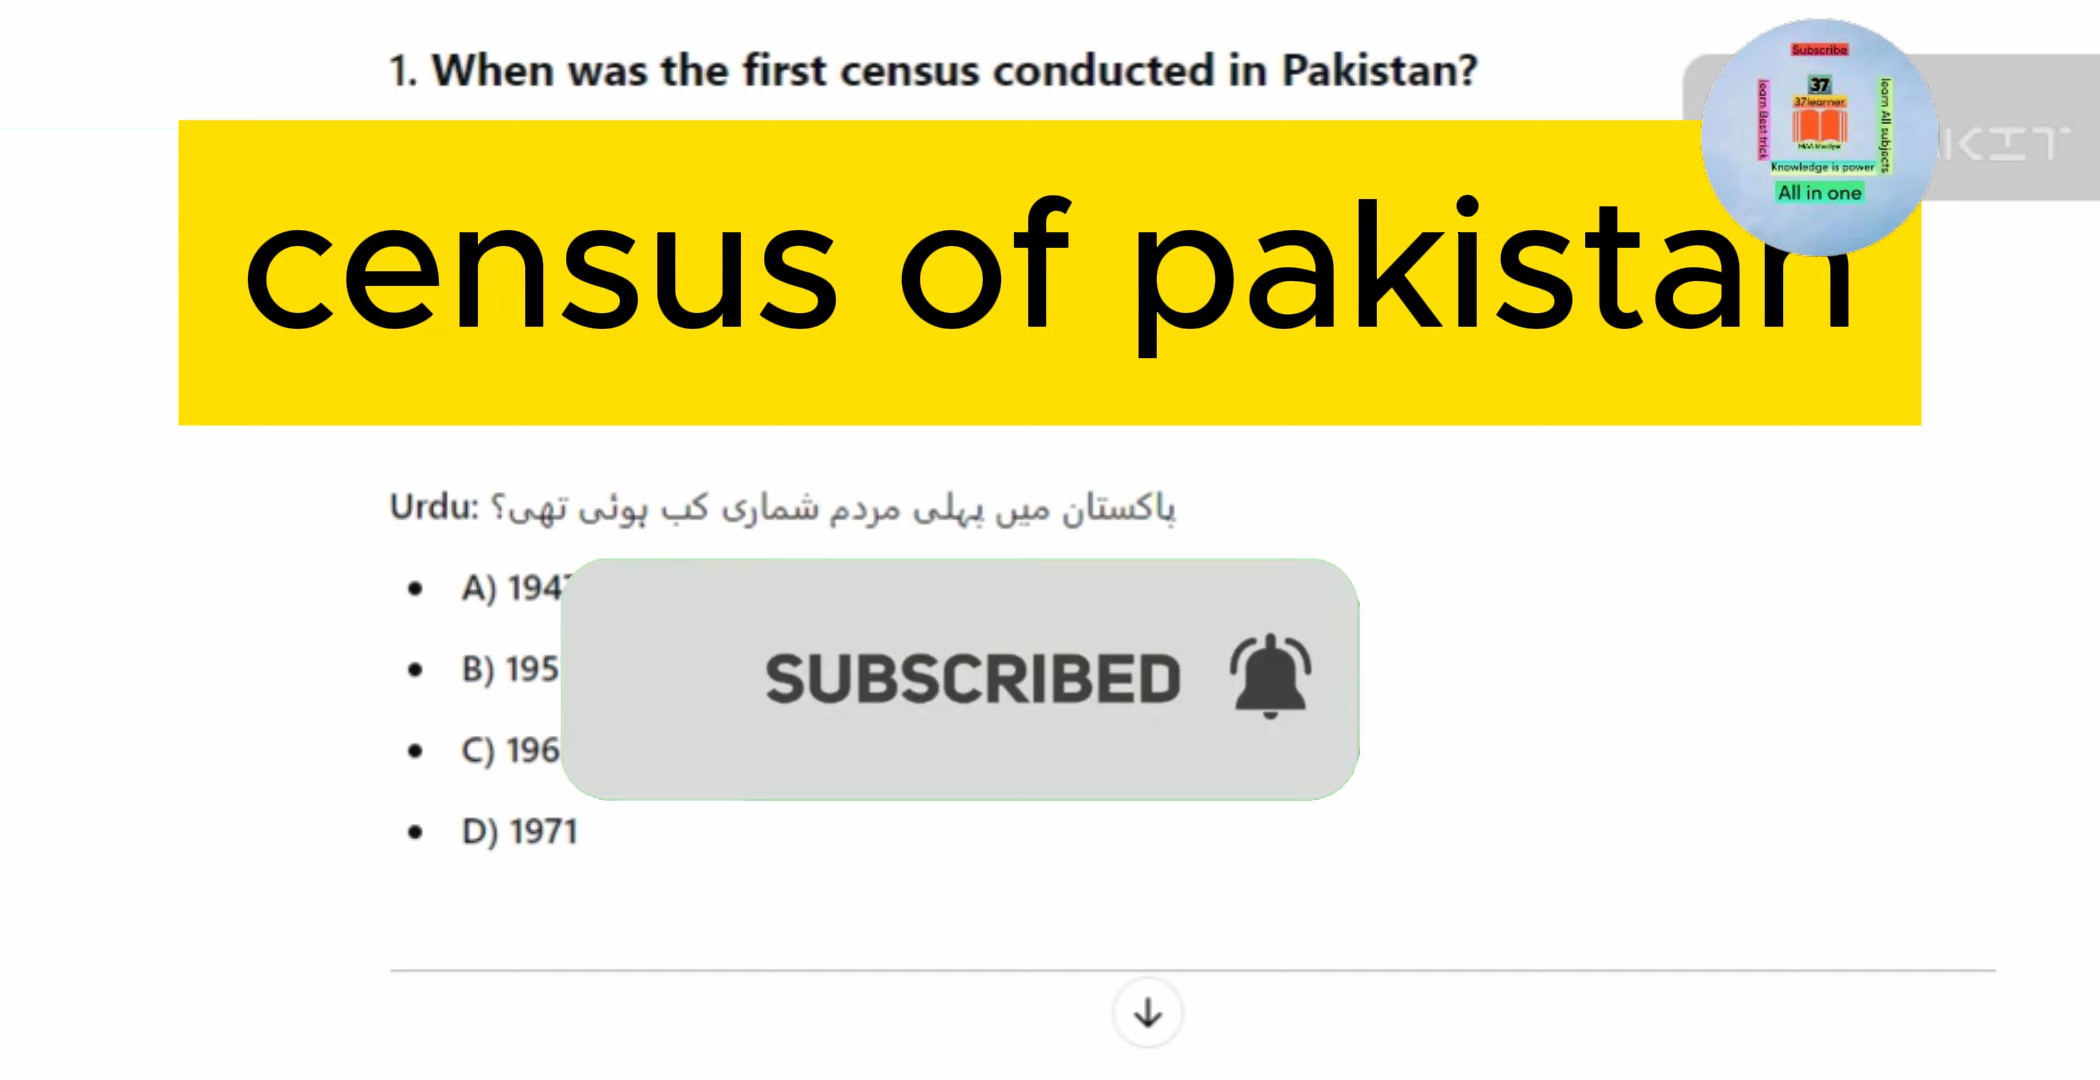 1. When was the first census conducted in Pakistan?
Subscribe
37
37learner
learn Best trick
learn All subjects
Knowledge is power
All in one
census of pakistan
Urdu: پاکستان میں پہلی مردم شماری کب ہوئی تھی؟
A)
B)
C)
SUBSCRIBED
D) 1971